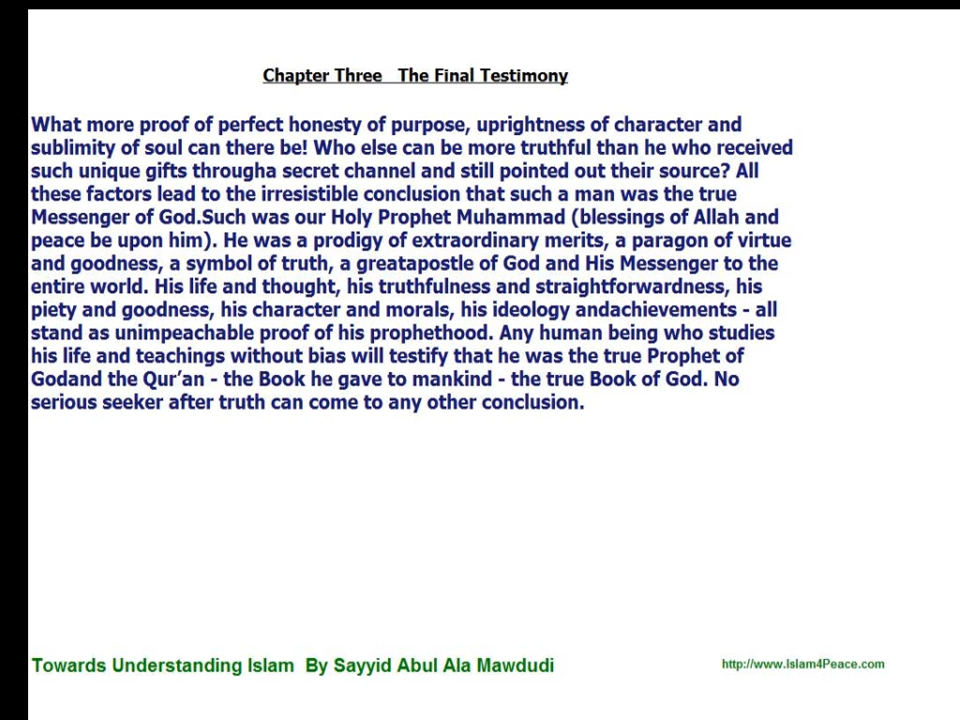 Chapter Three   The Final Testimony
What more proof of perfect honesty of purpose, uprightness of character and
sublimity of soul can there be! Who else can be more truthful than he who received
such unique gifts througha secret channel and still pointed out their source? All
these factors lead to the irresistible conclusion that such a man was the true
Messenger of God.Such was our Holy Prophet Muhammad (blessings of Allah and
peace be upon him). He was a prodigy of extraordinary merits, a paragon of virtue
and goodness, a symbol of truth, a greatapostle of God and His Messenger to the
entire world. His life and thought, his truthfulness and straightforwardness, his
piety and goodness, his character and morals, his ideology andachievements - all
stand as unimpeachable proof of his prophethood. Any human being who studies
his life and teachings without bias will testify that he was the true Prophet of
Godand the Qur’an - the Book he gave to mankind - the true Book of God. No
serious seeker after truth can come to any other conclusion.
Towards Understanding Islam  By Sayyid Abul Ala Mawdudi
http://www.Islam4Peace.com